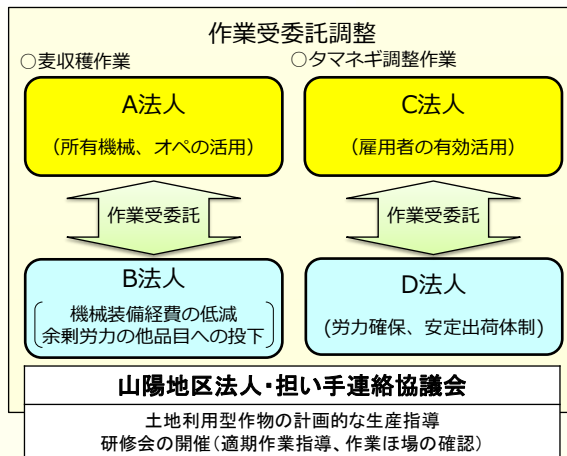 作業受委託調整
○麦収穫作業
○タマネギ調整作業
A法人
(所有機械、オペの活用)
C法人
(雇用者の有効活用)
作業受委託
作業受委託
B法人
機械装備経費の低減
余剰労力の他品目への投下
D法人
(労力確保、安定出荷体制)
山陽地区法人・担い手連絡協議会
土地利用型作物の計画的な生産指導
研修会の開催(適期作業指導、作業ほ場の確認)